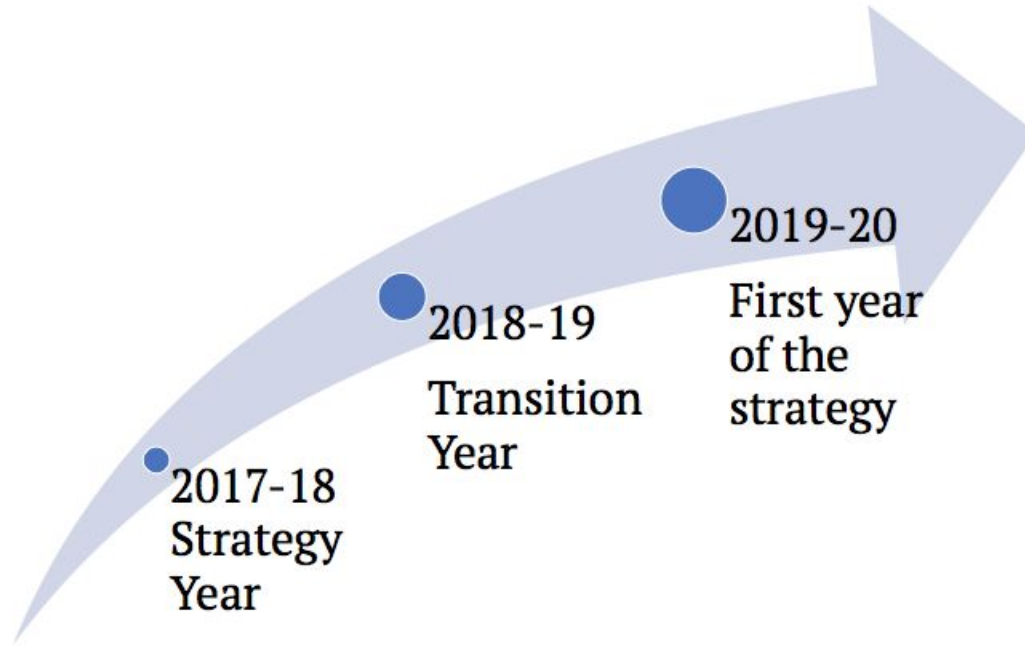 2017-18
Strategy
Year
2018-19
Transition
Year
2019-20
First year
of the
strategy